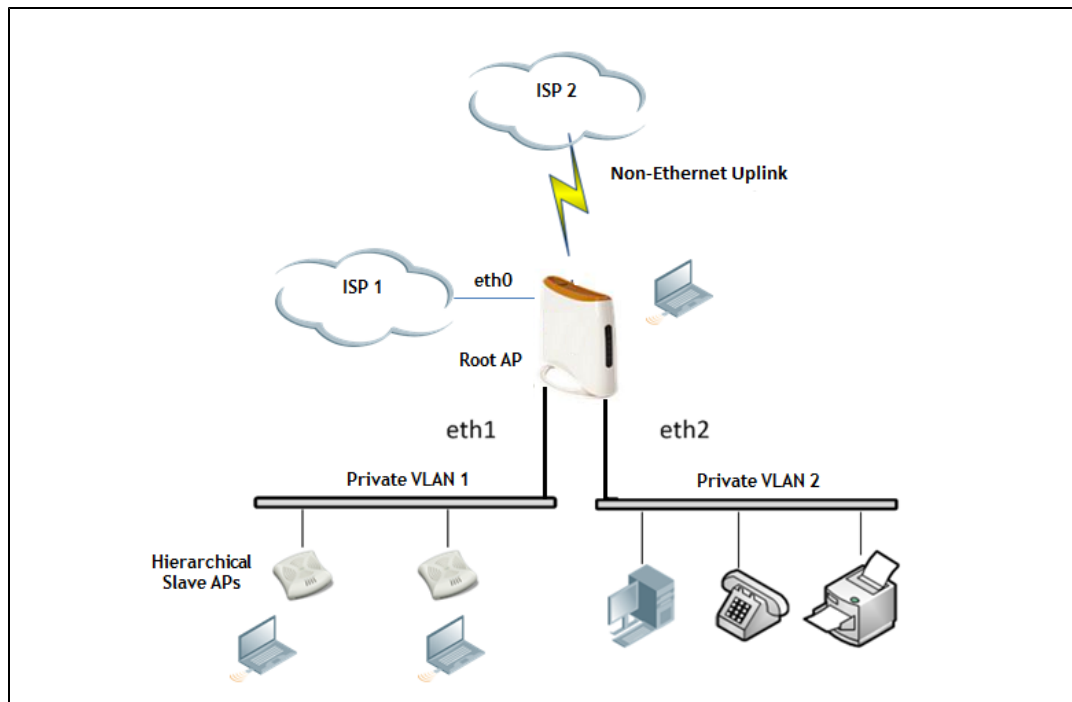 ISP 2
Non-Ethernet Uplink
ISP 1
eth0
Root AP
eth1
eth2
Private VLAN 1
Private VLAN 2
Hierarchical
Slave APs